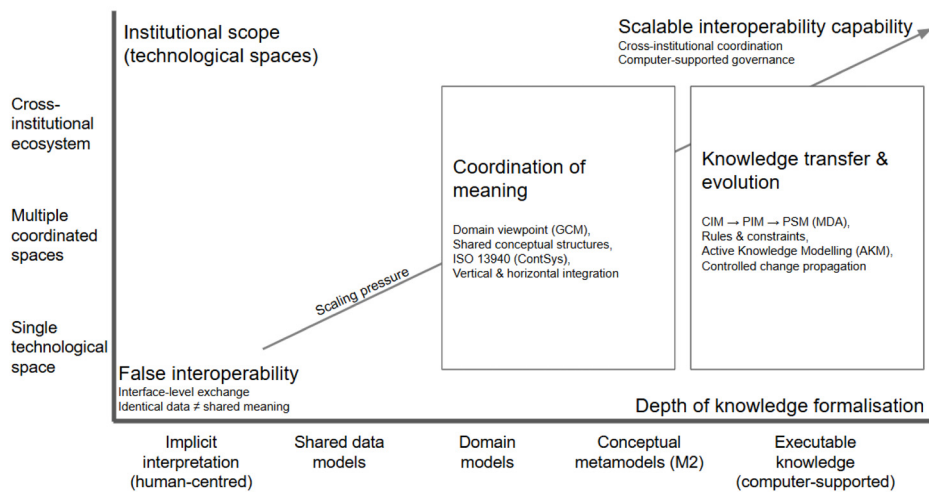 Institutional scope
(technological spaces)
Scalable interoperability capability
Cross-institutional coordination
Computer-supported governance
Cross-
institutional
ecosystem
Multiple
coordinated
spaces
Single
technological
space
Coordination of
meaning
Domain viewpoint (GCM),
Shared conceptual structures,
ISO 13940 (ContSys),
Vertical & horizontal integration
Knowledge transfer &
evolution
CIM → PIM → PSM (MDA),
Rules & constraints,
Active Knowledge Modelling (AKM),
Controlled change propagation
Scaling pressure
False interoperability
Interface-level exchange
Identical data ≠ shared meaning
Depth of knowledge formalisation
Implicit
interpretation
(human-centred)
Shared data
models
Domain
models
Conceptual
metamodels (M2)
Executable
knowledge
(computer-supported)